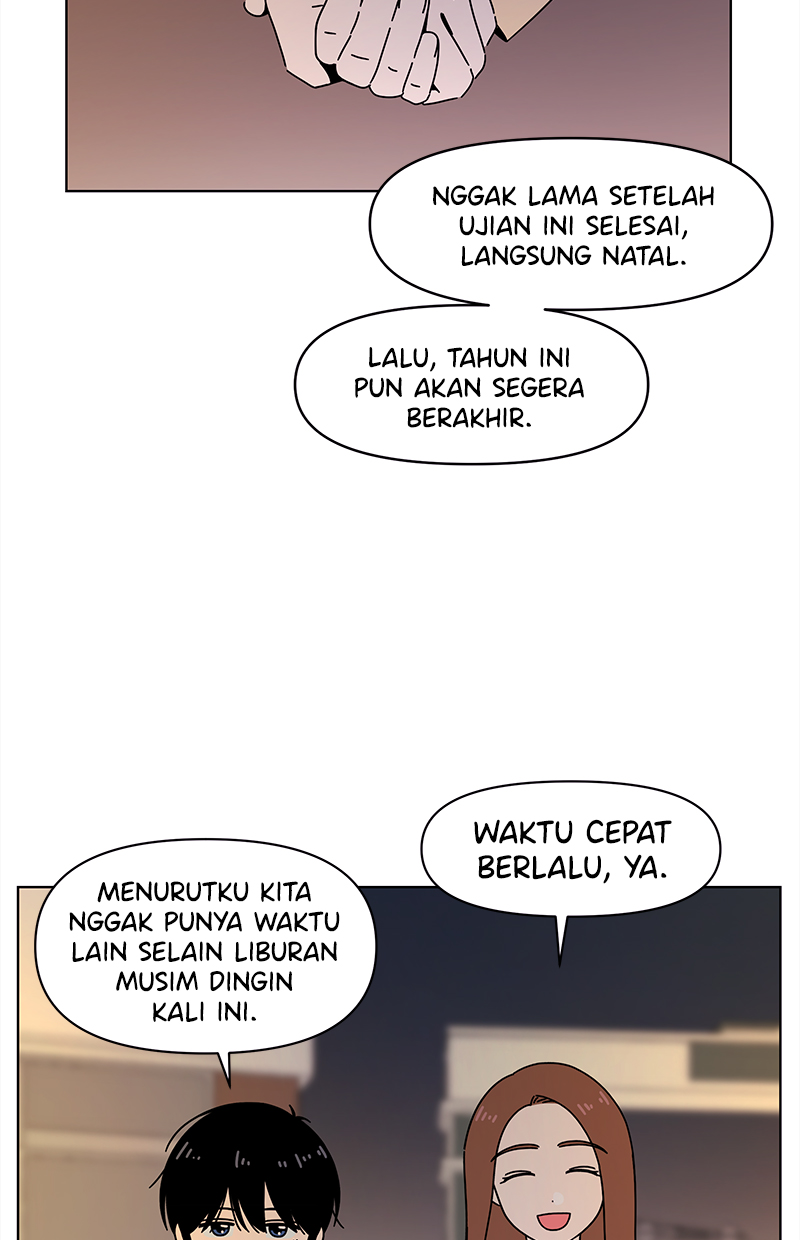 NGGAK LAMA SETELAH
UJIAN INI SELESAI,
LANGSUNG NATAL.
LALU, TAHUN INI
PUN AKAN SEGERA
BERAKHIR.
WAKTU CEPAT
BERLALU, YA.
MENURUTKU KITA
NGGAK PUNYA WAKTU
LAIN SELAIN LIBURAN
MUSIM DINGIN
KALI INI.